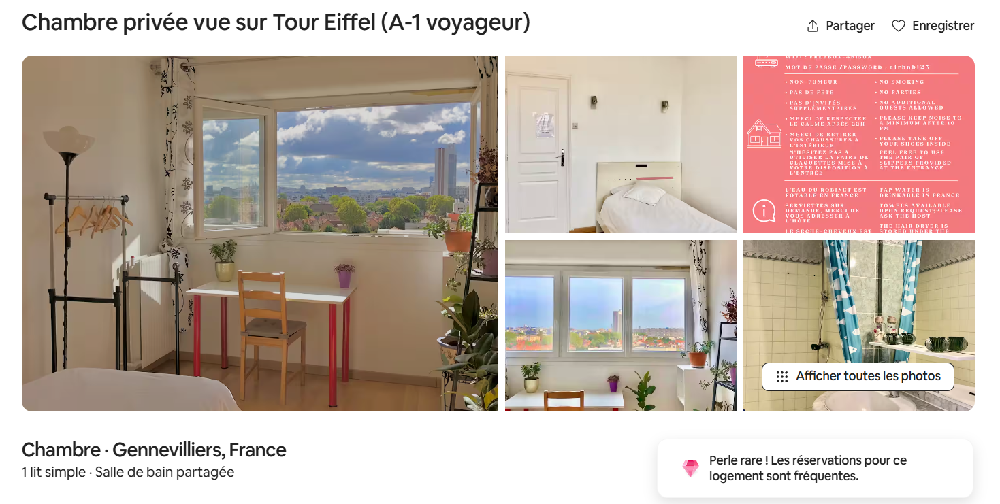 Chambre privée vue sur Tour Eiffel (A-1 voyageur)
Partager
Enregistrer
MOT DE PASSE /PASSWORD : airbnb123
• NON-FUMEUR
• PAS DE FÊTE
• PAS D'INVITÉS
SUPPLÉMENTAIRES
• MERCI DE RESPECTER
LE CALME APRÈS 22H
• MERCI DE RETIRER
VOS CHAUSSURES À
L'INTÉRIEUR
N'HÉSITEZ PAS À
UTILISER LA PAIRE DE
CLAQUETTES MISE À
VOTRE DISPOSITION À
L'ENTRÉE
• NO SMOKING
• NO PARTIES
• NO ADDITIONAL
GUESTS ALLOWED
• PLEASE KEEP NOISE TO
A MINIMUM AFTER 10
PM
• PLEASE TAKE OFF
YOUR SHOES INSIDE
FEEL FREE TO USE
THE PAIR OF
SLIPPERS PROVIDED
AT THE ENTRANCE
L'EAU DU ROBINET EST
POTABLE EN FRANCE
SERVIETTES SUR
DEMANDE, MERCI DE
VOUS ADRESSER À
L'HÔTE
LE SÈCHE-CHEVEUX EST
TAP WATER IS
DRINKABLE IN FRANCE
TOWELS AVAILABLE
UPON REQUEST;PLEASE
ASK THE HOST
THE HAIR DRYER IS
STORED UNDER THE
Afficher toutes les photos
Chambre · Gennevilliers, France
1 lit simple · Salle de bain partagée
Perle rare ! Les réservations pour ce
logement sont fréquentes.